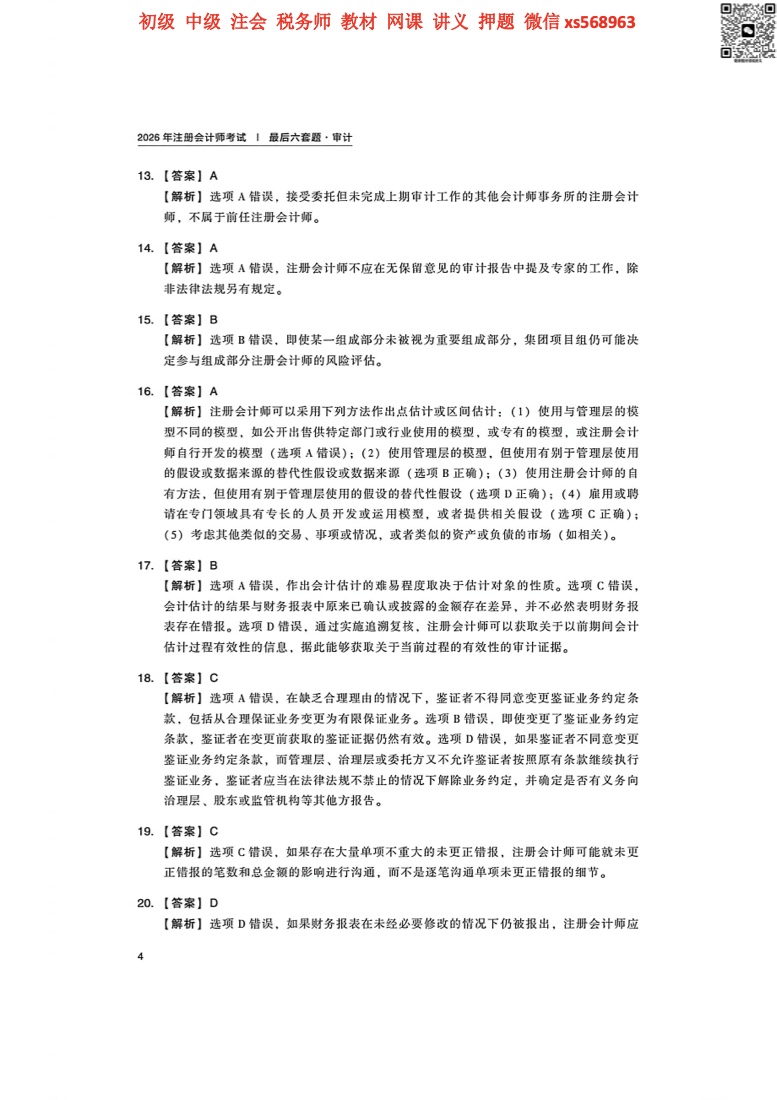 初级 中级 注会 税务师 教材 网课 讲义 押题 微信 xs568963
2026 年注册会计师考试 | 最后六套题·审计
13. 【答案】A
【解析】选项 A 错误，接受委托但未完成上期审计工作的其他会计师事务所的注册会计
师，不属于前任注册会计师。
14. 【答案】A
【解析】选项 A 错误，注册会计师不应在无保留意见的审计报告中提及专家的工作，除
非法律法规另有规定。
15. 【答案】B
【解析】选项 B 错误，即使某一组成部分未被视为重要组成部分，集团项目组仍可能决
定参与组成部分注册会计师的风险评估。
16. 【答案】A
【解析】注册会计师可以采用下列方法作出点估计或区间估计：（1）使用与管理层的模
型不同的模型，如公开出售供特定部门或行业使用的模型，或专有的模型，或注册会计
师自行开发的模型（选项 A 错误）；（2）使用管理层的模型，但使用有别于管理层使用
的假设或数据来源的替代性假设或数据来源（选项 B 正确）；（3）使用注册会计师的自
有方法，但使用有别于管理层使用的假设的替代性假设（选项 D 正确）；（4）雇用或聘
请在专门领域具有专长的人员开发或运用模型，或者提供相关假设（选项 C 正确）；
（5）考虑其他类似的交易、事项或情况，或者类似的资产或负债的市场（如相关）。
17. 【答案】B
【解析】选项 A 错误，作出会计估计的难易程度取决于估计对象的性质。选项 C 错误，
会计估计的结果与财务报表中原来已确认或披露的金额存在差异，并不必然表明财务报
表存在错报。选项 D 错误，通过实施追溯复核，注册会计师可以获取关于以前期间会计
估计过程有效性的信息，据此能够获取关于当前过程的有效性的审计证据。
18. 【答案】C
【解析】选项 A 错误，在缺乏合理理由的情况下，鉴证者不得同意变更鉴证业务约定条
款，包括从合理保证业务变更为有限保证业务。选项 B 错误，即使变更了鉴证业务约定
条款，鉴证者在变更前获取的鉴证证据仍然有效。选项 D 错误，如果鉴证者不同意变更
鉴证业务约定条款，而管理层、治理层或委托方又不允许鉴证者按照原有条款继续执行
鉴证业务，鉴证者应当在法律法规不禁止的情况下解除业务约定，并确定是否有义务向
治理层、股东或监管机构等其他方报告。
19. 【答案】C
【解析】选项 C 错误，如果存在大量单项不重大的未更正错报，注册会计师可能就未更
正错报的笔数和总金额的影响进行沟通，而不是逐笔沟通单项未更正错报的细节。
20. 【答案】D
【解析】选项 D 错误，如果财务报表在未经必要修改的情况下仍被报出，注册会计师应
4